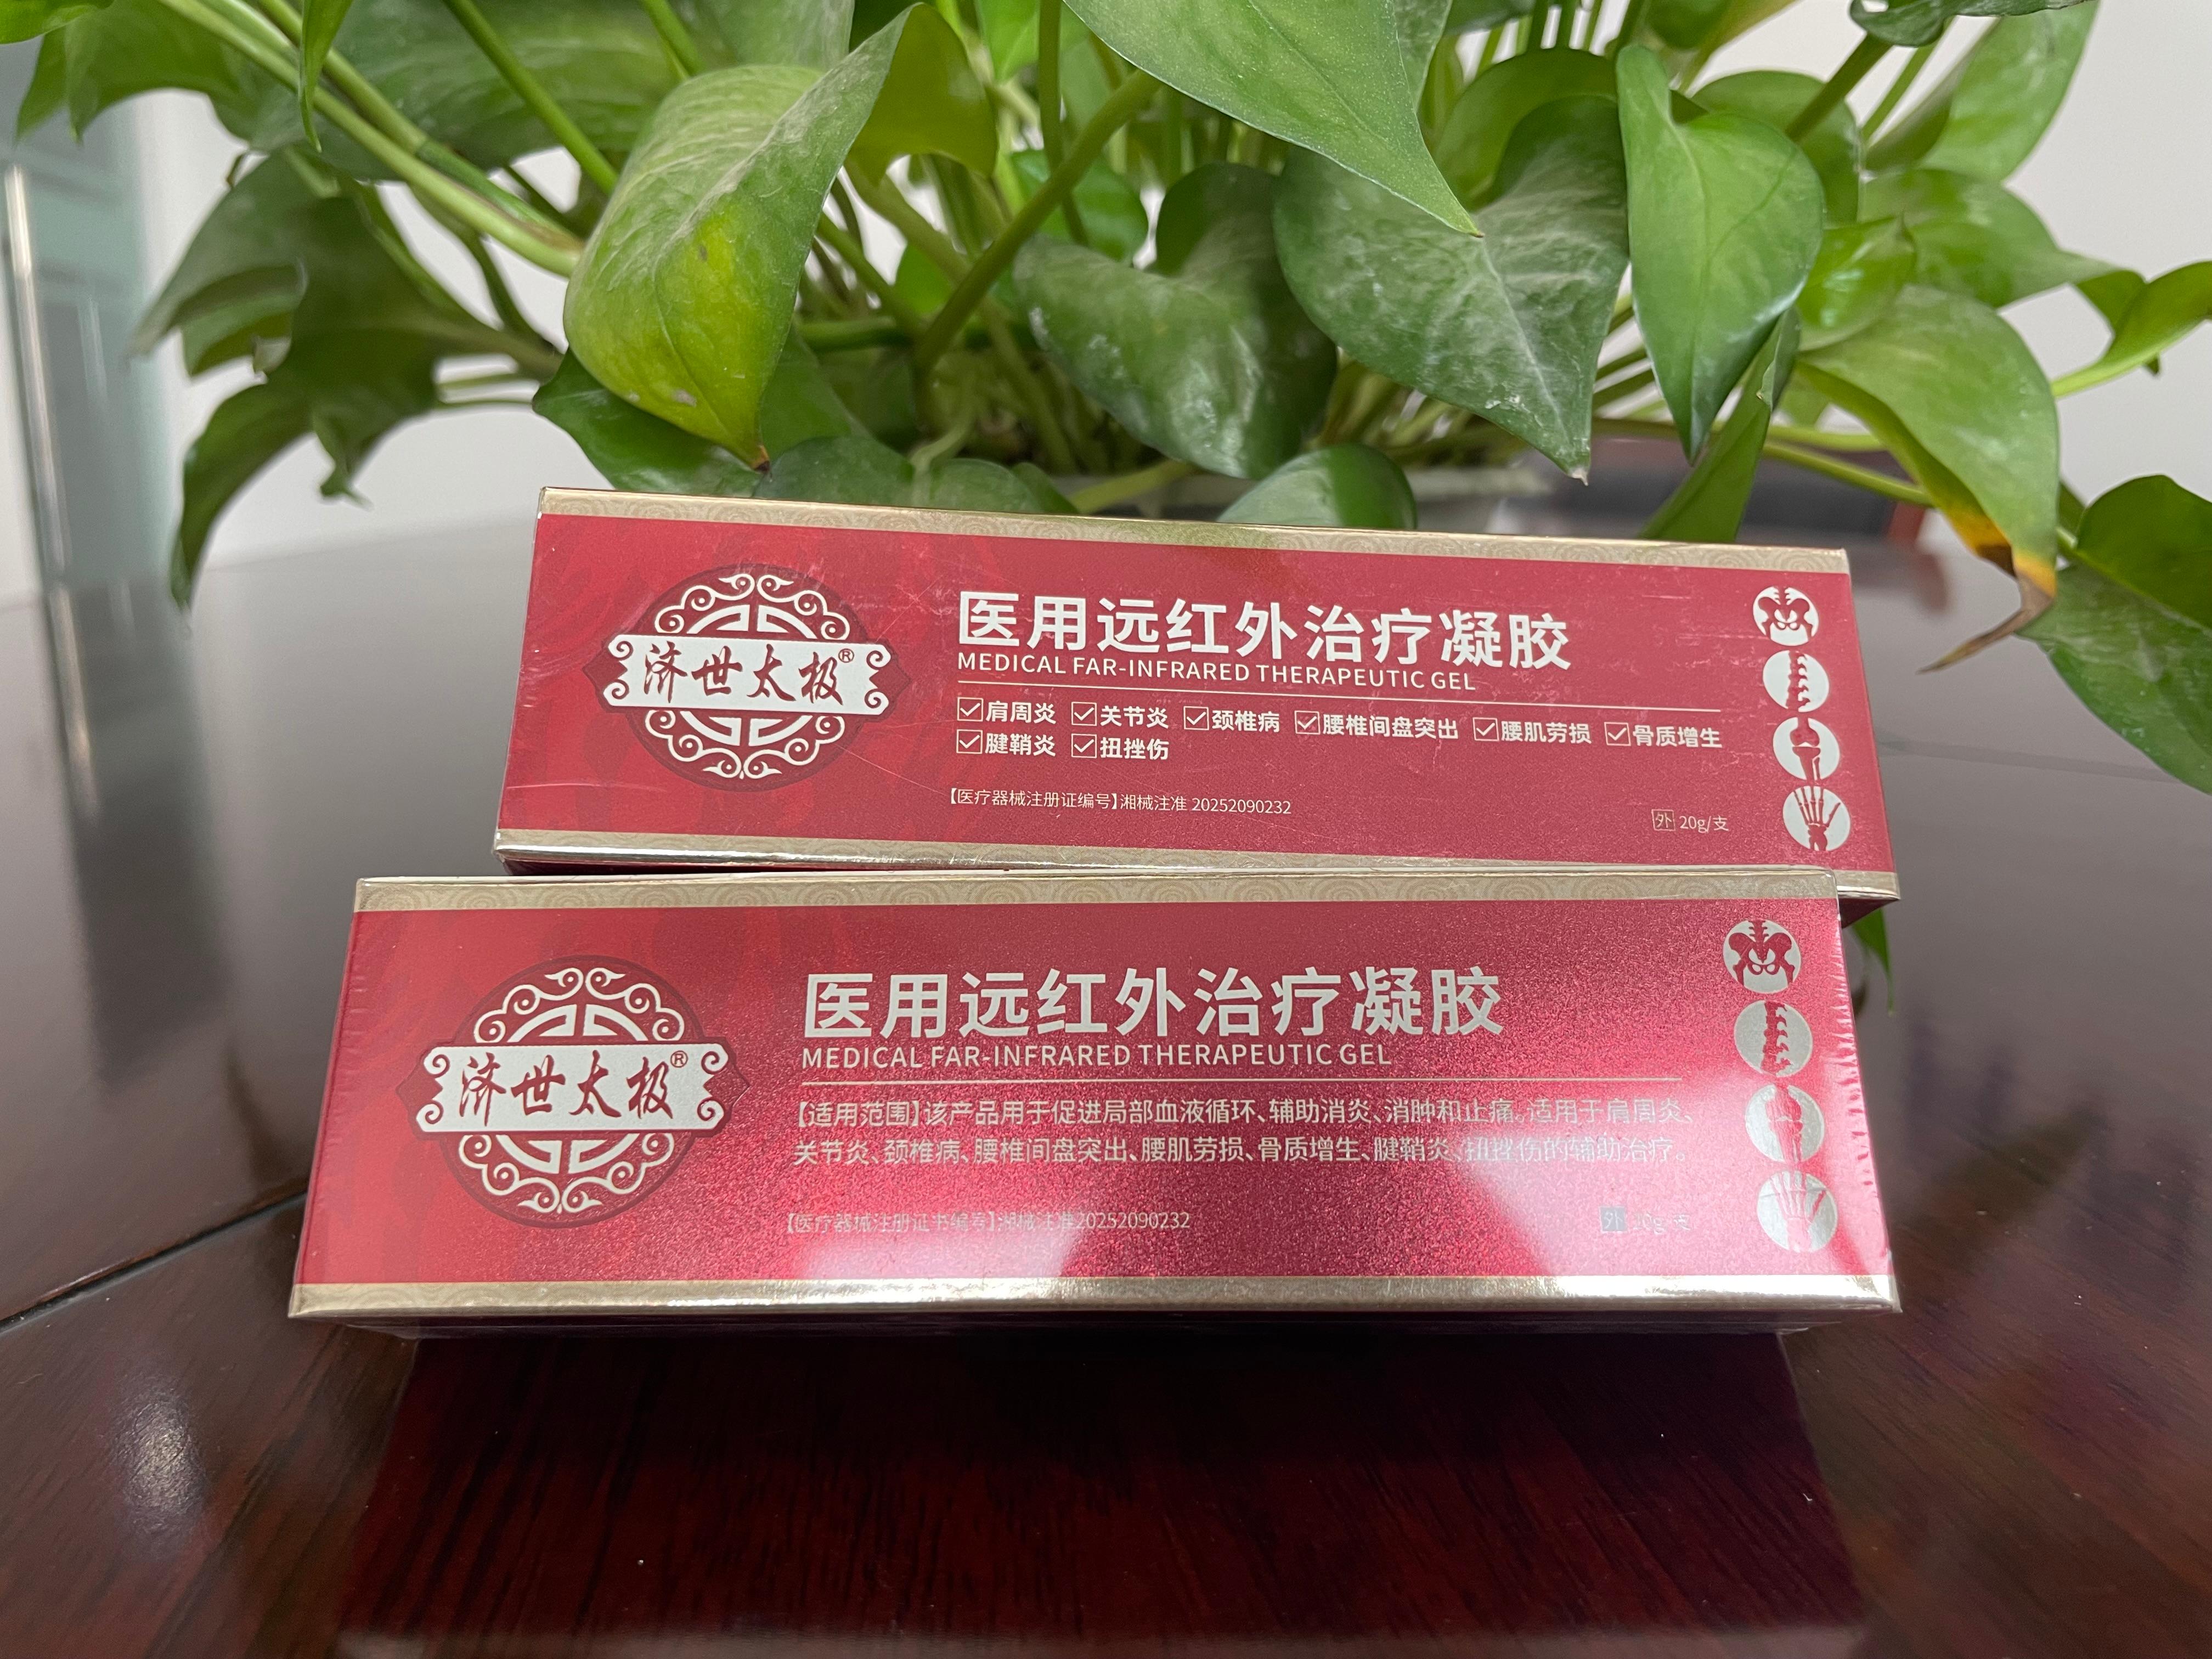 济世太极®
医用远红外治疗凝胶
MEDICAL FAR-INFRARED THERAPEUTIC GEL
☑肩周炎 ☑关节炎 ☑颈椎病 ☑腰椎间盘突出 ☑腰肌劳损 ☑骨质增生
☑腱鞘炎 ☑扭挫伤
【医疗器械注册证编号】湘械注准 20252090232
外 20g/支
济世太极®
医用远红外治疗凝胶
MEDICAL FAR-INFRARED THERAPEUTIC GEL
【适用范围】该产品用于促进局部血液循环、辅助消炎、消肿和止痛。适用于肩周炎、
关节炎、颈椎病、腰椎间盘突出、腰肌劳损、骨质增生、腱鞘炎、扭挫伤的辅助治疗。
【医疗器械注册证书编号】湘械注准20252090232
外 20g/支